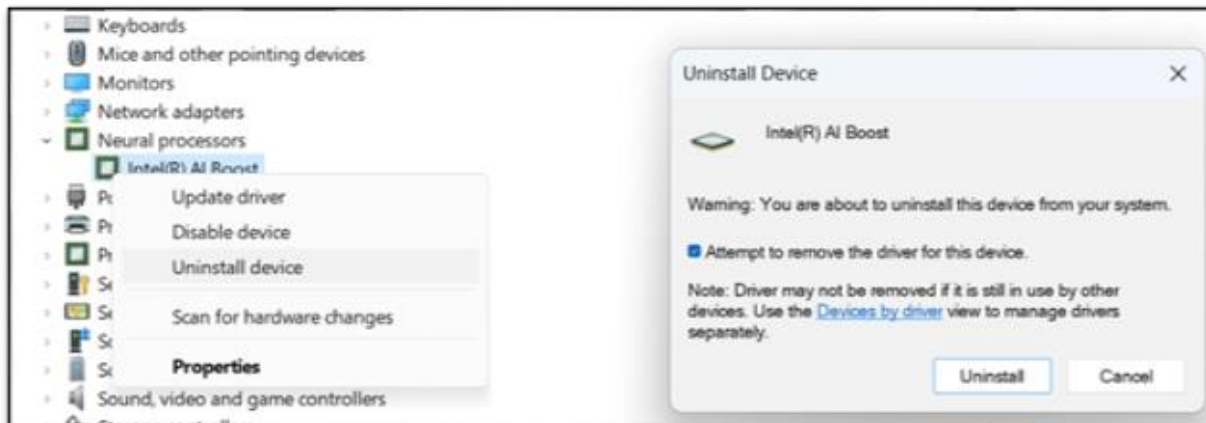 Keyboards
Mice and other pointing devices
Monitors
Network adapters
Neural processors
Intel(R) AI Boost
Update driver
Disable device
Uninstall device
Scan for hardware changes
Properties
Sound, video and game controllers
Uninstall Device
Intel(R) AI Boost
Warning: You are about to uninstall this device from your system.
Attempt to remove the driver for this device.
Note: Driver may not be removed if it is still in use by other
devices. Use the Devices by driver view to manage drivers
separately.
Uninstall
Cancel